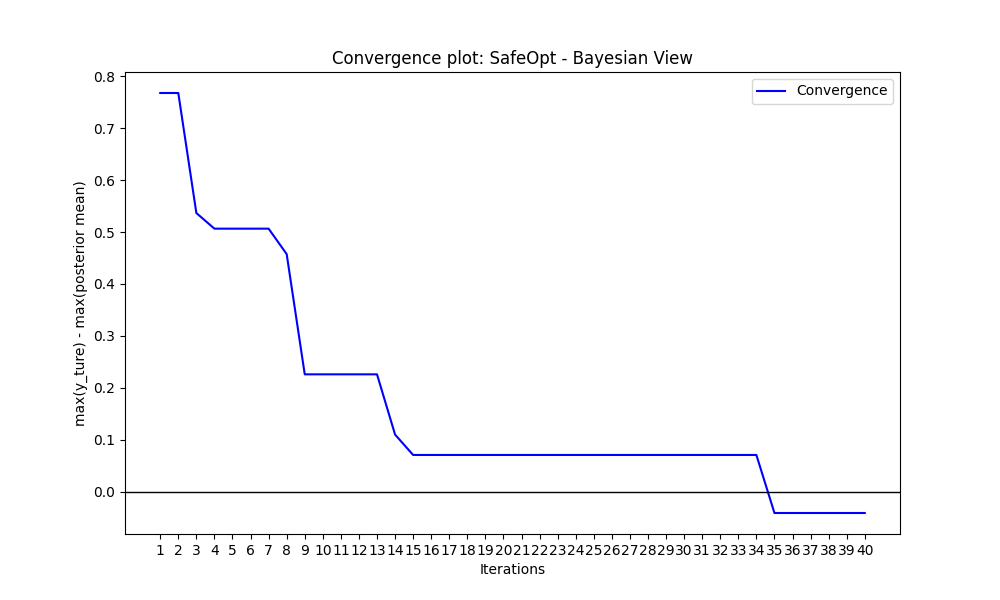 Convergence plot: SafeOpt - Bayesian View
Convergence
max(y_ture) - max(posterior mean)
0.8
0.7
0.6
0.5
0.4
0.3
0.2
0.1
0.0
1 2 3 4 5 6 7 8 9 10 11 12 13 14 15 16 17 18 19 20 21 22 23 24 25 26 27 28 29 30 31 32 33 34 35 36 37 38 39 40
Iterations